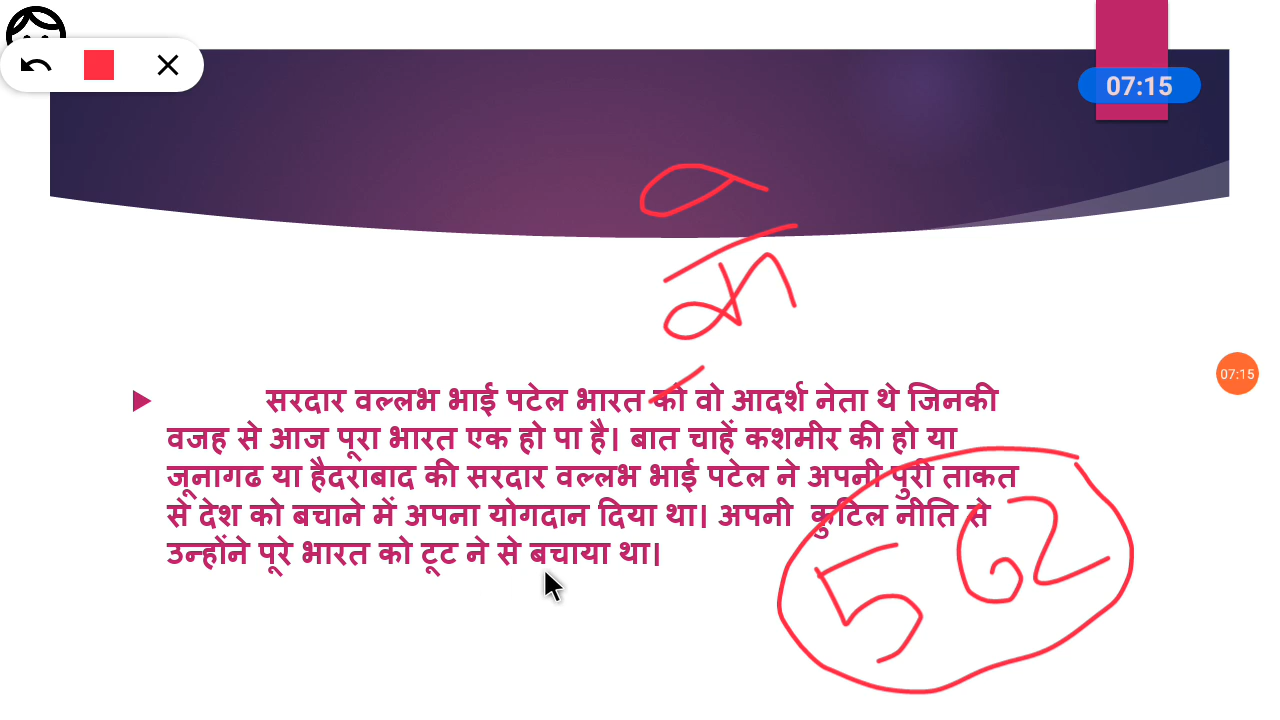 07:15
07:15
सरदार वल्लभ भाई पटेल भारत को वो आदर्श नेता थे जिनकी
वजह से आज पूरा भारत एक हो पा है। बात चाहें कशमीर की हो या
जूनागढ या हैदराबाद की सरदार वल्लभ भाई पटेल ने अपनी पुरी ताकत
से देश को बचाने में अपना योगदान दिया था। अपनी कुटिल नीति से
उन्होंने पूरे भारत को टूट ने से बचाया था।
562